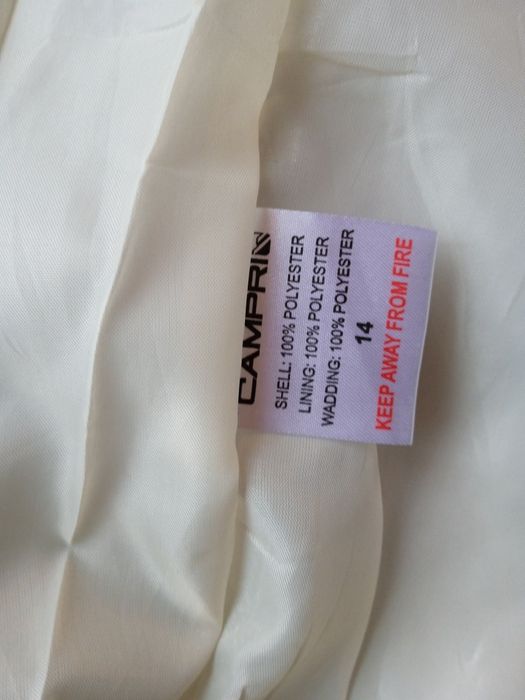 CAMPRI
SHELL: 100% POLYESTER
LINING: 100% POLYESTER
WADDING: 100% POLYESTER
14
KEEP AWAY FROM FIRE